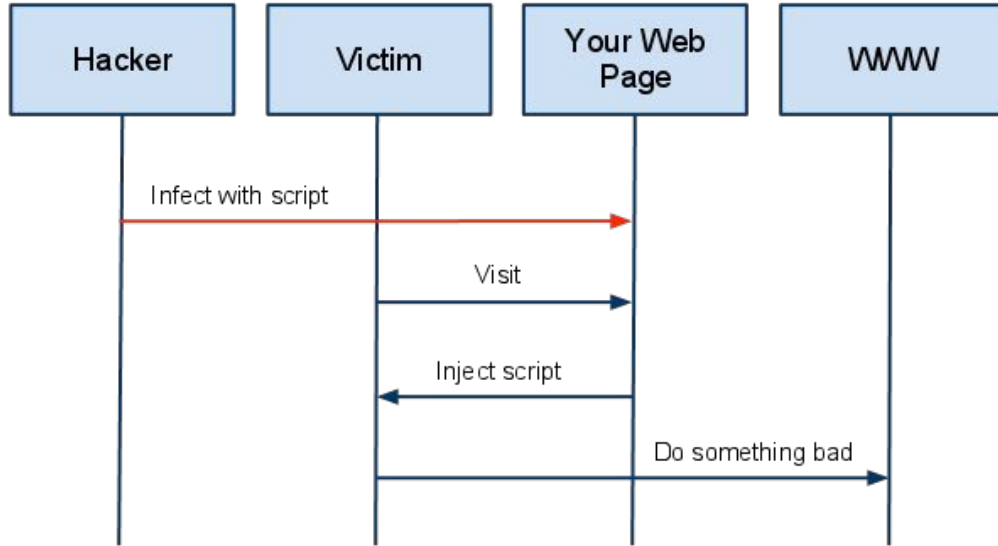 Hacker
Victim
Your Web
Page
WWW
Infect with script
Visit
Inject script
Do something bad